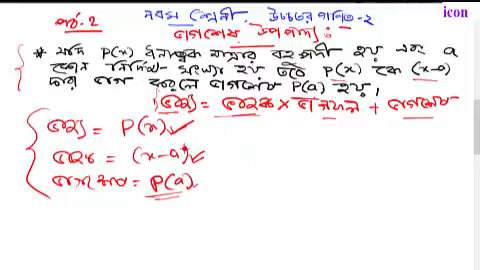 পর্ব-2
নবম শ্রেণী. উচ্চতর গণিত-২
icon
ভাগশেষ উপপাদ্য:-
* যদি P(x) ধনাত্মক মাত্রার বহুপদী হয় এবং a
কোন নির্দিষ্ট সংখ্যা হয় তবে P(x) কে (x-a)
দ্বারা ভাগ করলে ভাগশেষ P(a) হয়।
ভাজ্য = ভাজক × ভাগফল + ভাগশেষ
ভাজ্য = P(x)
ভাজক = (x-a)
ভাগশেষ = P(a)